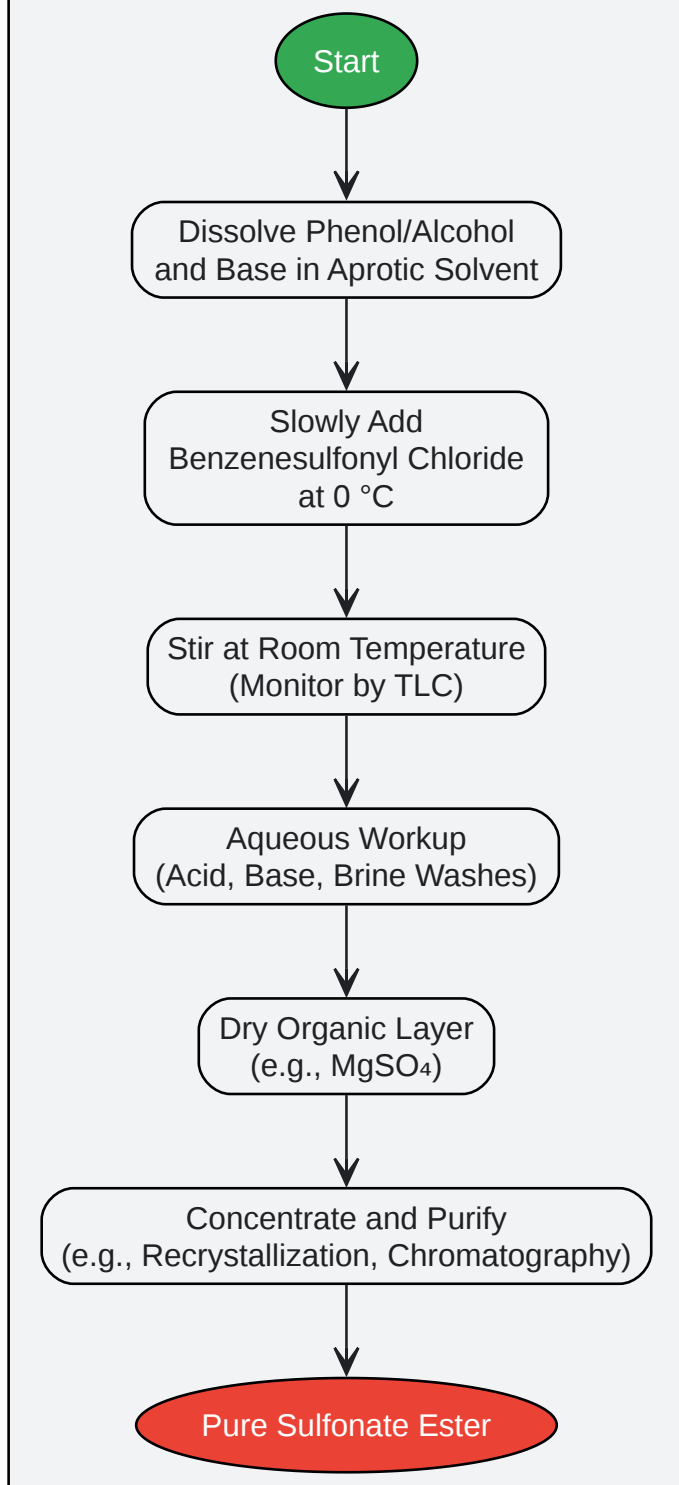 Start
Dissolve Phenol/Alcohol
and Base in Aprotic Solvent
Slowly Add
Benzenesulfonyl Chloride
at 0 °C
Stir at Room Temperature
(Monitor by TLC)
Aqueous Workup
(Acid, Base, Brine Washes)
Dry Organic Layer
(e.g., MgSO₄)
Concentrate and Purify
(e.g., Recrystallization, Chromatography)
Pure Sulfonate Ester